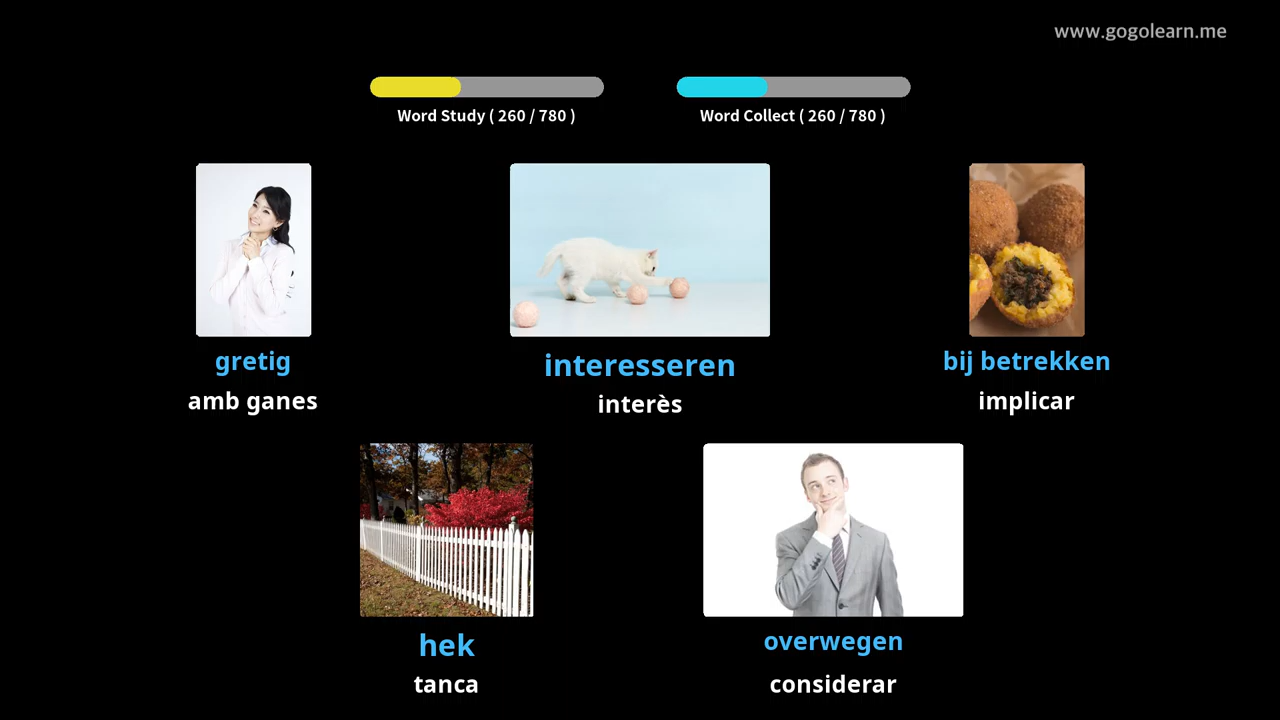 www.gogolearn.me
Word Study ( 260 / 780 )
Word Collect ( 260 / 780 )
gretig
amb ganes
interesseren
interès
bij betrekken
implicar
hek
tanca
overwegen
considerar